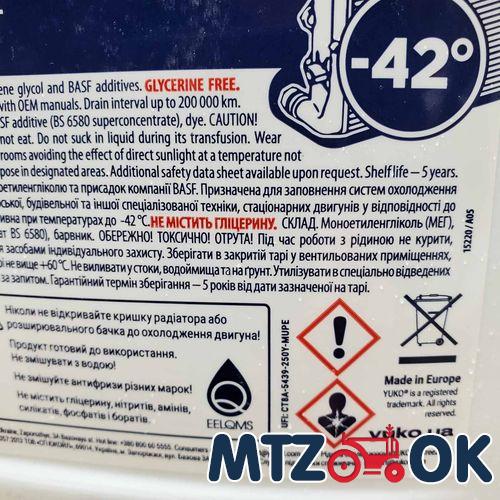 -42°
ene glycol and BASF additives. GLYCERINE FREE.
with OEM manuals. Drain interval up to 200 000 km.
SF additive (BS 6580 superconcentrate), dye. CAUTION!
not eat. Do not suck in liquid during its transfusion. Wear
rooms avoiding the effect of direct sunlight at a temperature not
pose in designated areas. Additional safety data sheet available upon request. Shelf life – 5 years.
етиленгліколю та присадок компанії BASF. Призначена для заповнення систем охолодження
ської, будівельної та іншої спеціалізованої техніки, стаціонарних двигунів у відповідності до
ивна при температурах до -42 °C. НЕ МІСТИТЬ ГЛІЦЕРИНУ. СКЛАД. Моноетиленгліколь (МЕГ),
ат BS 6580), барвник. ОБЕРЕЖНО! ТОКСИЧНО! ОТРУТА! Під час роботи з рідиною не курити,
я засобами індивідуального захисту. Зберігати в закритій тарі у вентильованих приміщеннях,
рі не вище +60°C. Не виливати у стоки, водоймища та на ґрунт. Утилізувати в спеціально відведених
за запитом. Гарантійний термін зберігання – 5 років від дати зазначеної на тарі.
15220 / A05
Ніколи не відкривайте кришку радіатора або
розширювального бачка до охолодження двигуна!
Продукт готовий до використання.
Не змішувати з водою!
Не змішуйте антифризи різних марок!
Не містить гліцерину, нітритів, амінів,
силікатів, фосфатів і боратів.
EELQMS
UFI: CT8A-5439-250Y-MUPE
Made in Europe
YUKO® is a
registered
trademark. All
rights reserved.
yuko.ua
MTZ OK